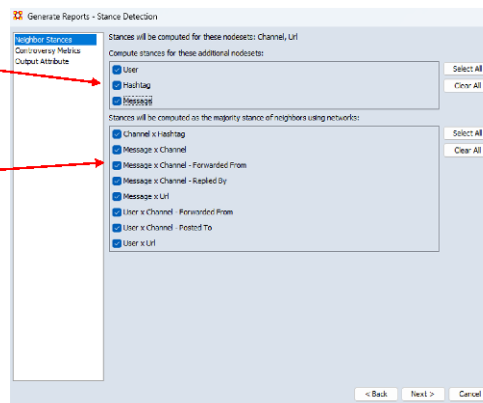 Generate Reports - Stance Detection
Neighbor Stances
Controversy Metrics
Output Attribute
Stances will be computed for these nodesets: Channel, Url
Compute stances for these additional nodesets:
User
Hashtag
Message
Select All
Clear All
Stances will be computed as the majority stance of neighbors using networks:
Channel x Hashtag
Message x Channel
Message x Channel - Forwarded From
Message x Channel - Replied By
Message x Url
User x Channel - Forwarded From
User x Channel - Posted To
User x Url
Select All
Clear All
< Back
Next >
Cancel